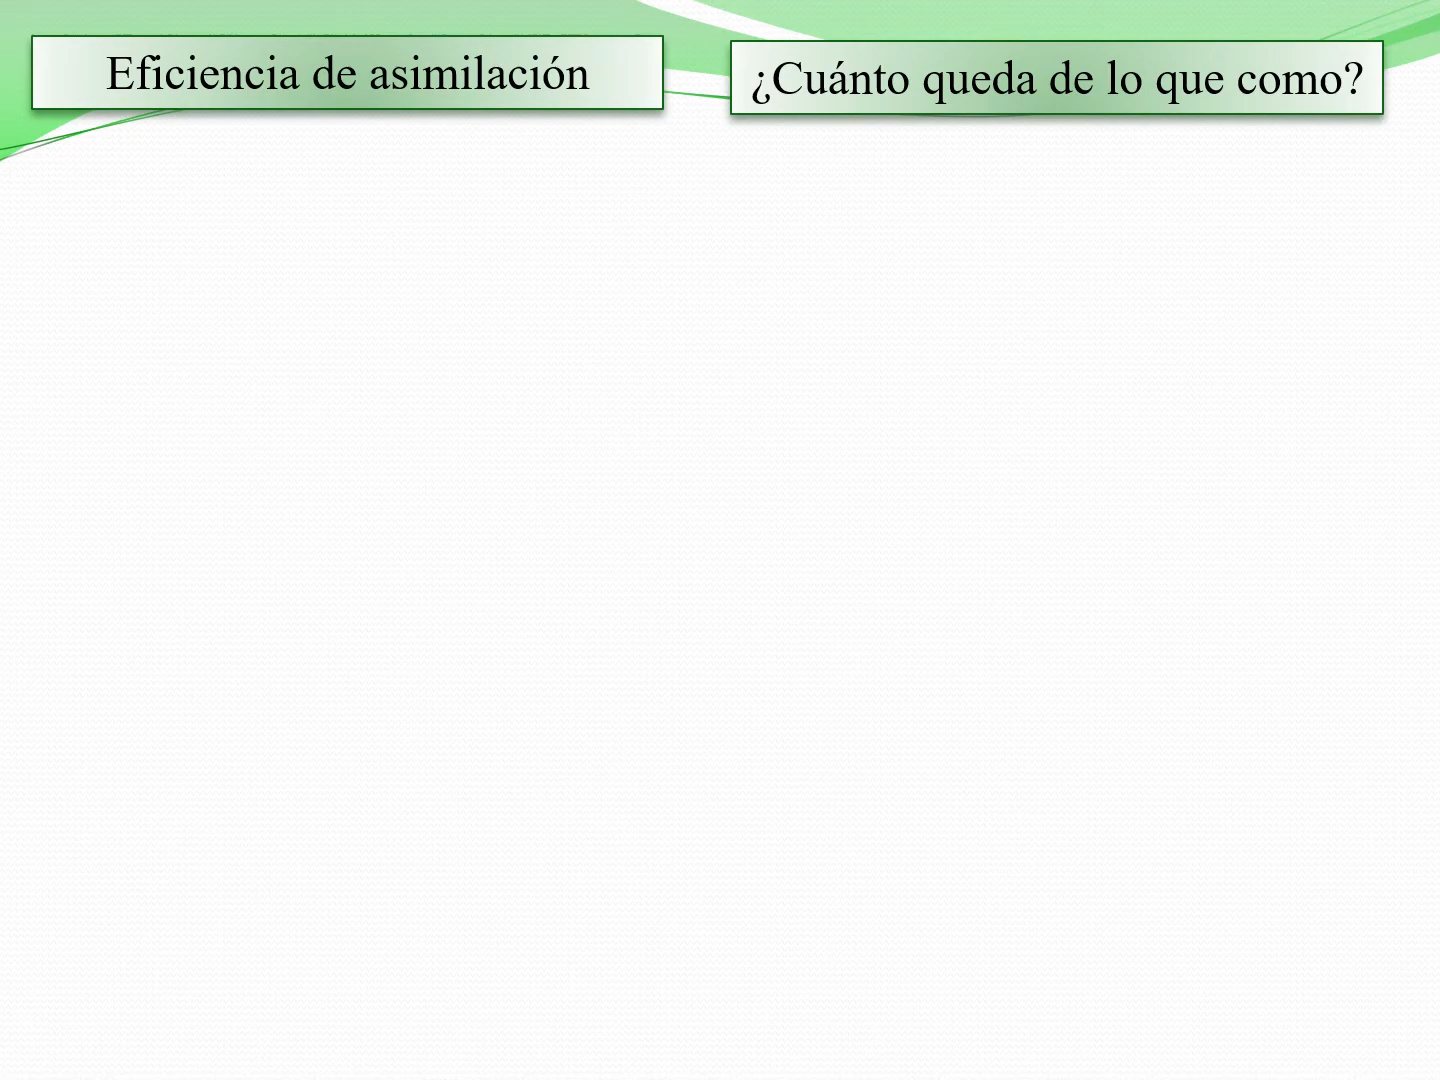 Eficiencia de asimilación
¿Cuánto queda de lo que como?